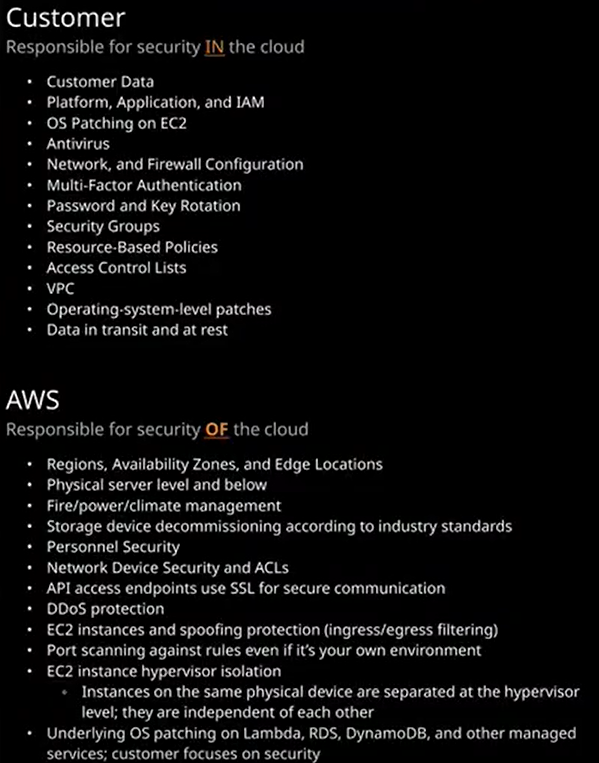 Customer
Responsible for security IN the cloud
• Customer Data
• Platform, Application, and IAM
• OS Patching on EC2
• Antivirus
• Network, and Firewall Configuration
• Multi-Factor Authentication
• Password and Key Rotation
• Security Groups
• Resource-Based Policies
• Access Control Lists
• VPC
• Operating-system-level patches
• Data in transit and at rest
AWS
Responsible for security OF the cloud
• Regions, Availability Zones, and Edge Locations
• Physical server level and below
• Fire/power/climate management
• Storage device decommissioning according to industry standards
• Personnel Security
• Network Device Security and ACLs
• API access endpoints use SSL for secure communication
• DDoS protection
• EC2 instances and spoofing protection (ingress/egress filtering)
• Port scanning against rules even if it's your own environment
• EC2 instance hypervisor isolation
• Instances on the same physical device are separated at the hypervisor
level; they are independent of each other
• Underlying OS patching on Lambda, RDS, DynamoDB, and other managed
services; customer focuses on security